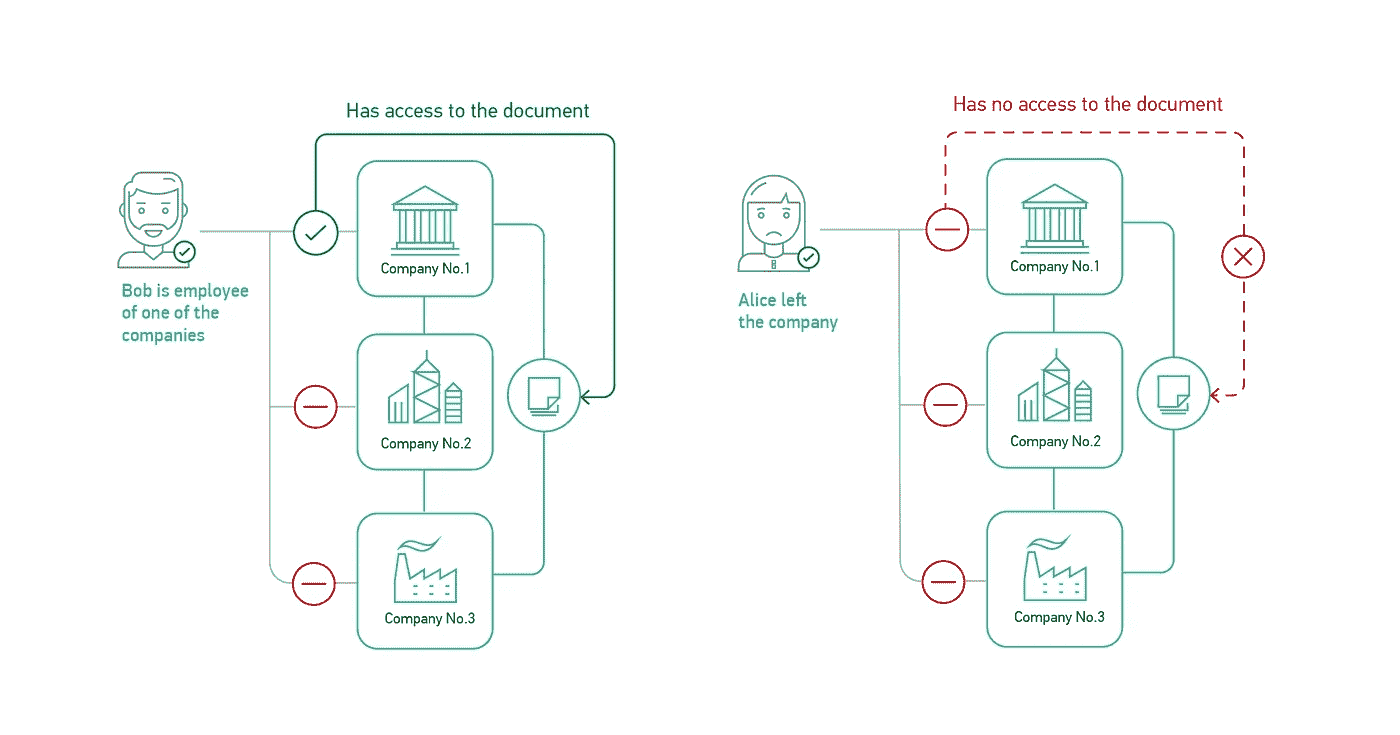 Has access to the document
Bob is employee
of one of the
companies
Company No.1
Company No.2
Company No.3
Has no access to the document
Alice left
the company
Company No.1
Company No.2
Company No.3